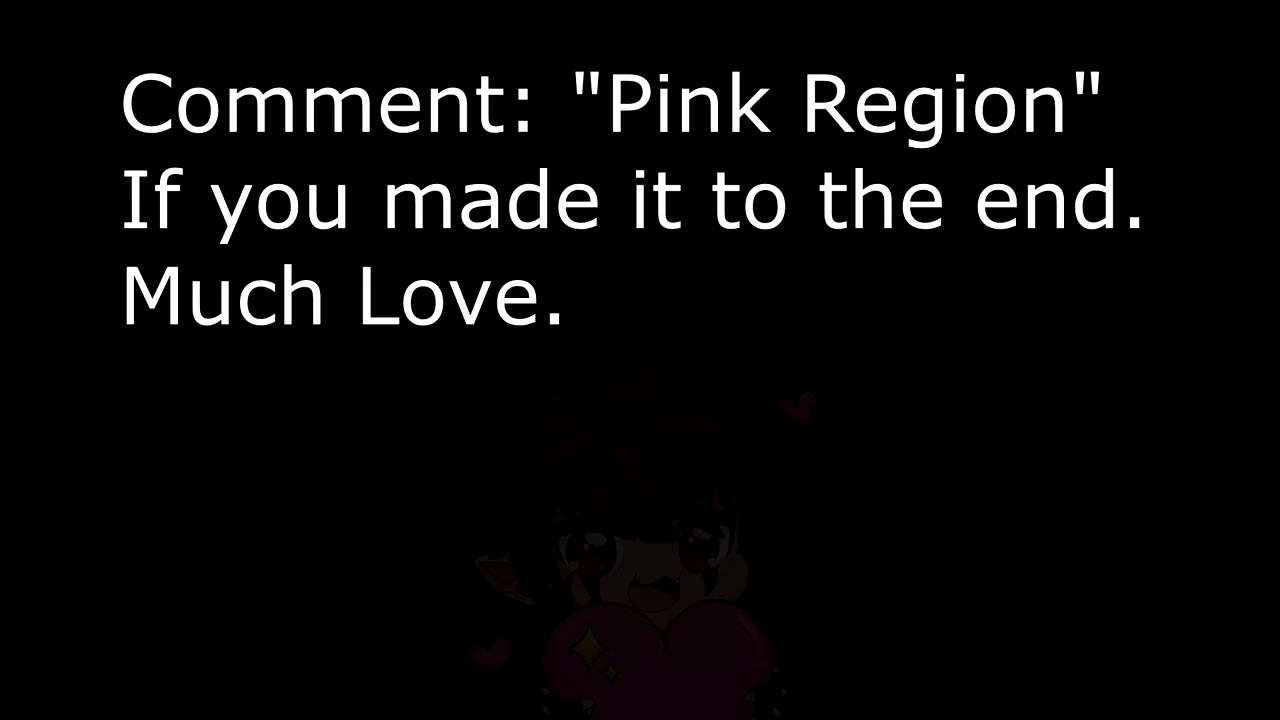 Comment: "Pink Region"
If you made it to the end.
Much Love.